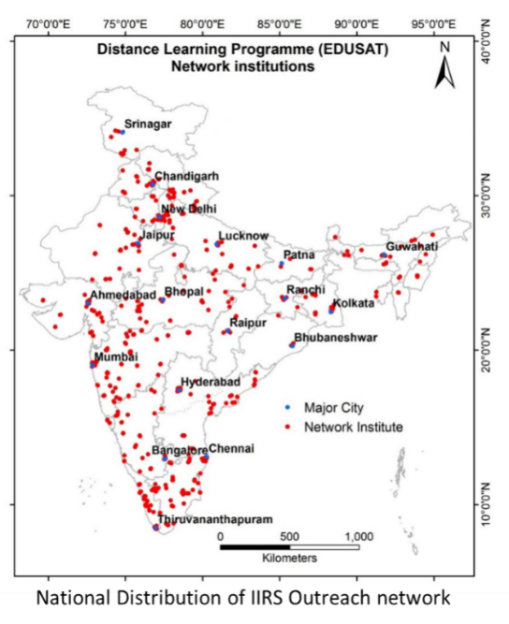 70°0'0"E 75°0'0"E 80°0'0"E 85°0'0"E 90°0'0"E 95°0'0"E
Distance Learning Programme (EDUSAT)
Network institutions
N
40°0'0"N
Srinagar
Chandigarh
30°0'0"N
New Delhi
Jaipur
Lucknow
Guwahati
Patna
Ahmedabad
Bhopal
Ranchi
Kolkata
Raipur
Bhubaneshwar
20°0'0"N
Mumbai
Hyderabad
Major City
Network Institute
Bangalore
Chennai
10°0'0"N
Thiruvananthapuram
0 500 1,000
Kilometers
National Distribution of IIRS Outreach network